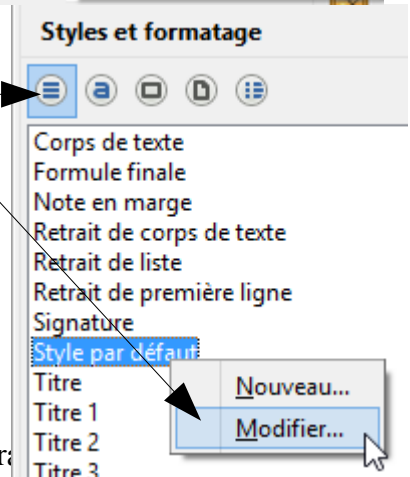 Styles et formatage
a
Corps de texte
Formule finale
Note en marge
Retrait de corps de texte
Retrait de liste
Retrait de première ligne
Signature
Style par défaut
Titre
Nouveau...
Titre 1
Modifier...
Titre 2
Titre 3